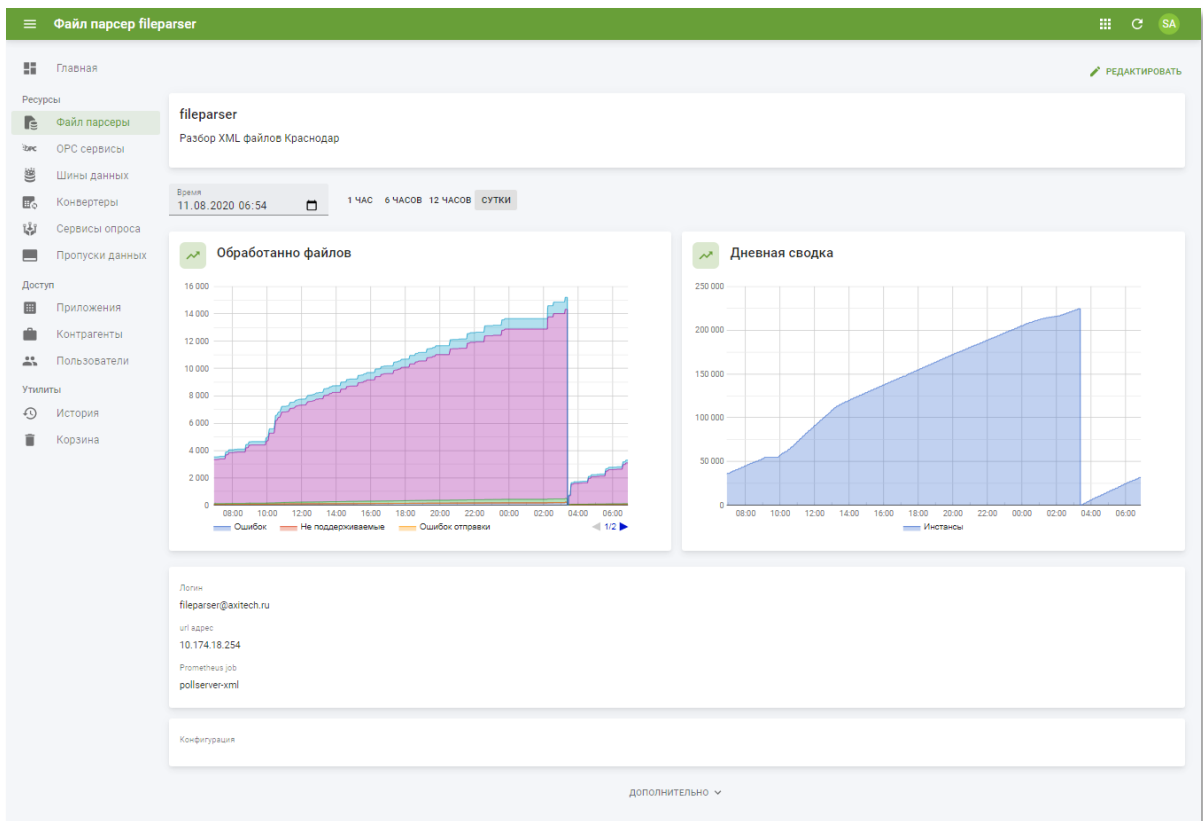 Файл парсер fileparser
SA
Главная
РЕДАКТИРОВАТЬ
Ресурсы
Файл парсеры
OPC
OPC сервисы
Шины данных
Конвертеры
Сервисы опроса
Пропуски данных
Доступ
Приложения
Контрагенты
Пользователи
Утилиты
История
Корзина
fileparser
Разбор XML файлов Краснодар
Время
11.08.2020 06:54
1 ЧАС 6 ЧАСОВ 12 ЧАСОВ СУТКИ
Обработанно файлов
16 000
14 000
12 000
10 000
8 000
6 000
4 000
2 000
0
08:00 10:00 12:00 14:00 16:00 18:00 20:00 22:00 00:00 02:00 04:00 06:00
Ошибок Не поддерживаемые Ошибок отправки 1/2
Дневная сводка
250 000
200 000
150 000
100 000
50 000
0
08:00 10:00 12:00 14:00 16:00 18:00 20:00 22:00 00:00 02:00 04:00 06:00
Инстансы
Логин
fileparser@axitech.ru
url адрес
10.174.18.254
Prometheus job
pollserver-xml
Конфигурация
ДОПОЛНИТЕЛЬНО